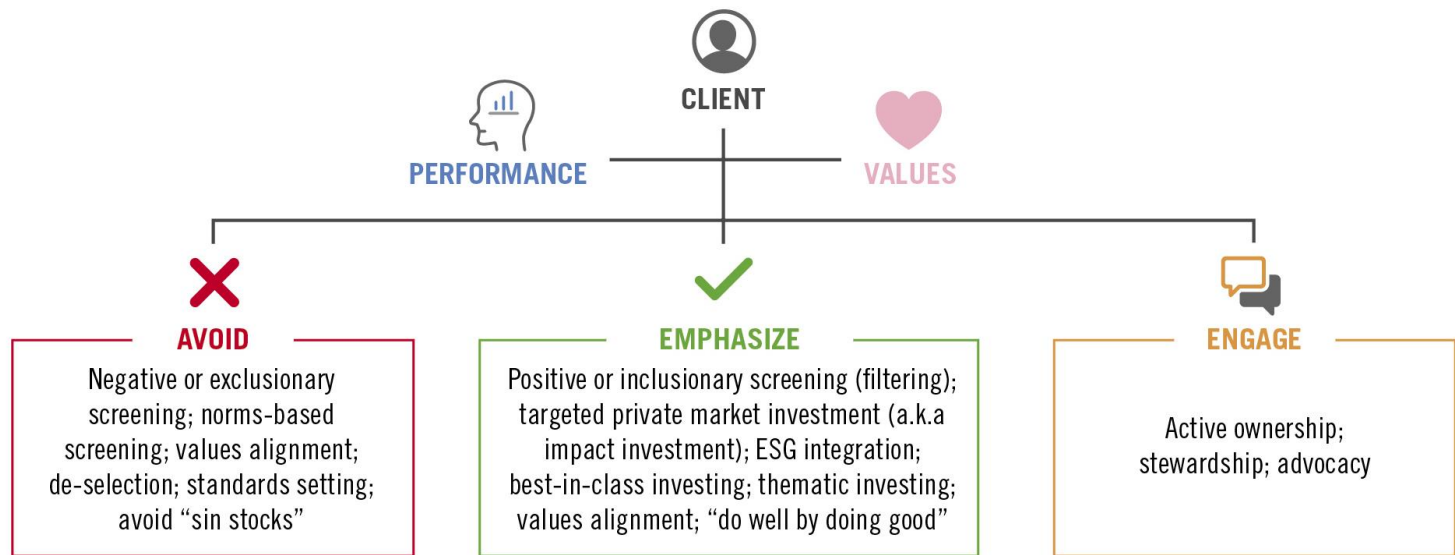 CLIENT
PERFORMANCE
VALUES
AVOID
Negative or exclusionary
screening; norms-based
screening; values alignment;
de-selection; standards setting;
avoid “sin stocks”
EMPHASIZE
Positive or inclusionary screening (filtering);
targeted private market investment (a.k.a
impact investment); ESG integration;
best-in-class investing; thematic investing;
values alignment; “do well by doing good”
ENGAGE
Active ownership;
stewardship; advocacy